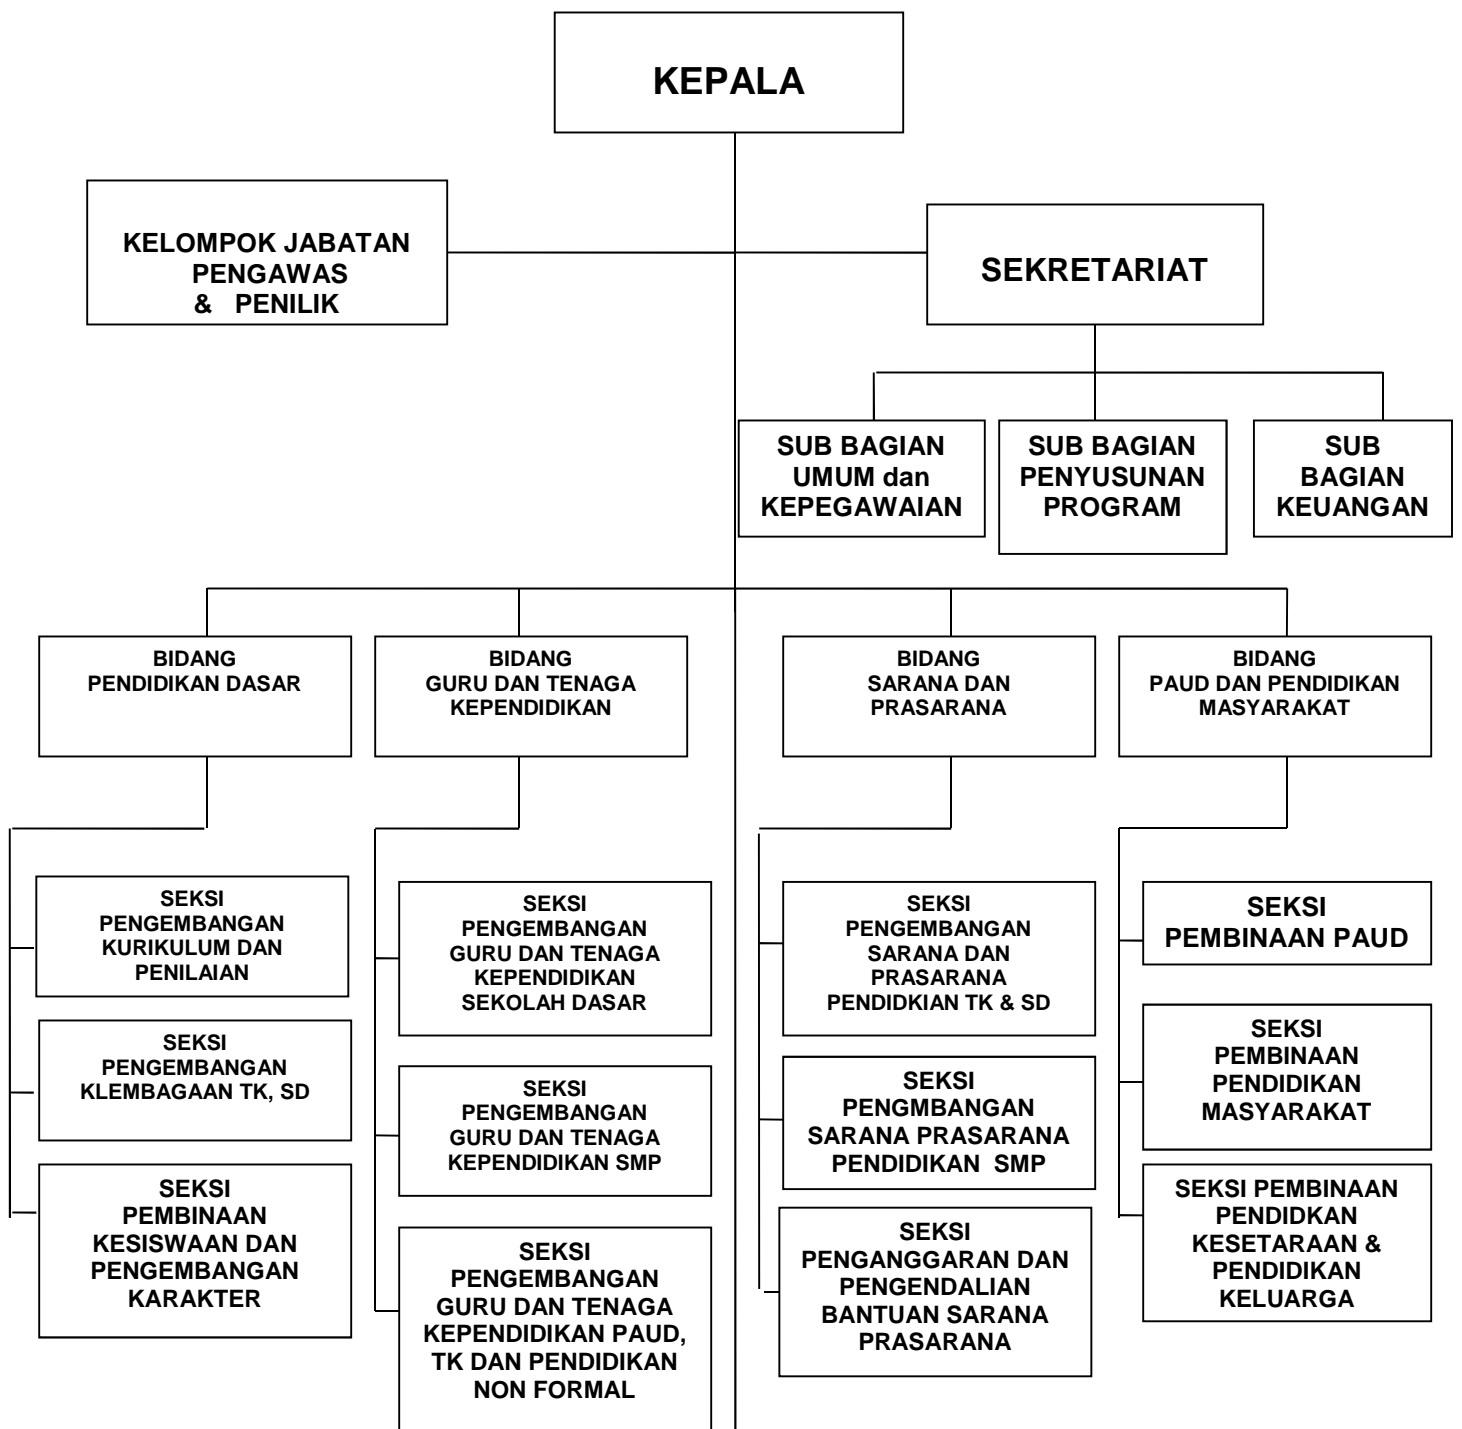 KEPALA
KELOMPOK JABATAN
PENGAWAS
& PENILIK
SEKRETARIAT
SUB BAGIAN
UMUM dan
KEPEGAWAIAN
SUB BAGIAN
PENYUSUNAN
PROGRAM
SUB
BAGIAN
KEUANGAN
BIDANG
PENDIDIKAN DASAR
BIDANG
GURU DAN TENAGA
KEPENDIDIKAN
BIDANG
SARANA DAN
PRASARANA
BIDANG
PAUD DAN PENDIDIKAN
MASYARAKAT
SEKSI
PENGEMBANGAN
KURIKULUM DAN
PENILAIAN
SEKSI
PENGEMBANGAN
KLEMBAGAAN TK, SD
SEKSI
PEMBINAAN
KESISWAAN DAN
PENGEMBANGAN
KARAKTER
SEKSI
PENGEMBANGAN
GURU DAN TENAGA
KEPENDIDIKAN
SEKOLAH DASAR
SEKSI
PENGEMBANGAN
GURU DAN TENAGA
KEPENDIDIKAN SMP
SEKSI
PENGEMBANGAN
GURU DAN TENAGA
KEPENDIDIKAN PAUD,
TK DAN PENDIDIKAN
NON FORMAL
SEKSI
PENGEMBANGAN
SARANA DAN
PRASARANA
PENDIDKIAN TK & SD
SEKSI
PENGMBANGAN
SARANA PRASARANA
PENDIDIKAN SMP
SEKSI
PENGANGGARAN DAN
PENGENDALIAN
BANTUAN SARANA
PRASARANA
SEKSI
PEMBINAAN PAUD
SEKSI
PEMBINAAN
PENDIDIKAN
MASYARAKAT
SEKSI PEMBINAAN
PENDIDKAN
KESETARAAN &
PENDIDIKAN
KELUARGA